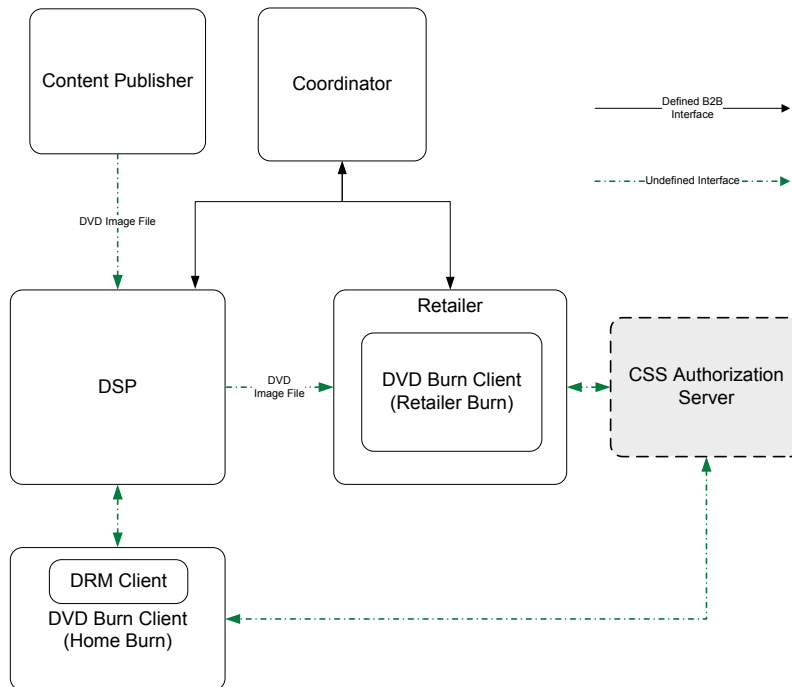 Content Publisher
Coordinator
Defined B2B
Interface
Undefined Interface
DVD Image File
DSP
DVD
Image File
Retailer
DVD Burn Client
(Retailer Burn)
CSS Authorization
Server
DRM Client
DVD Burn Client
(Home Burn)